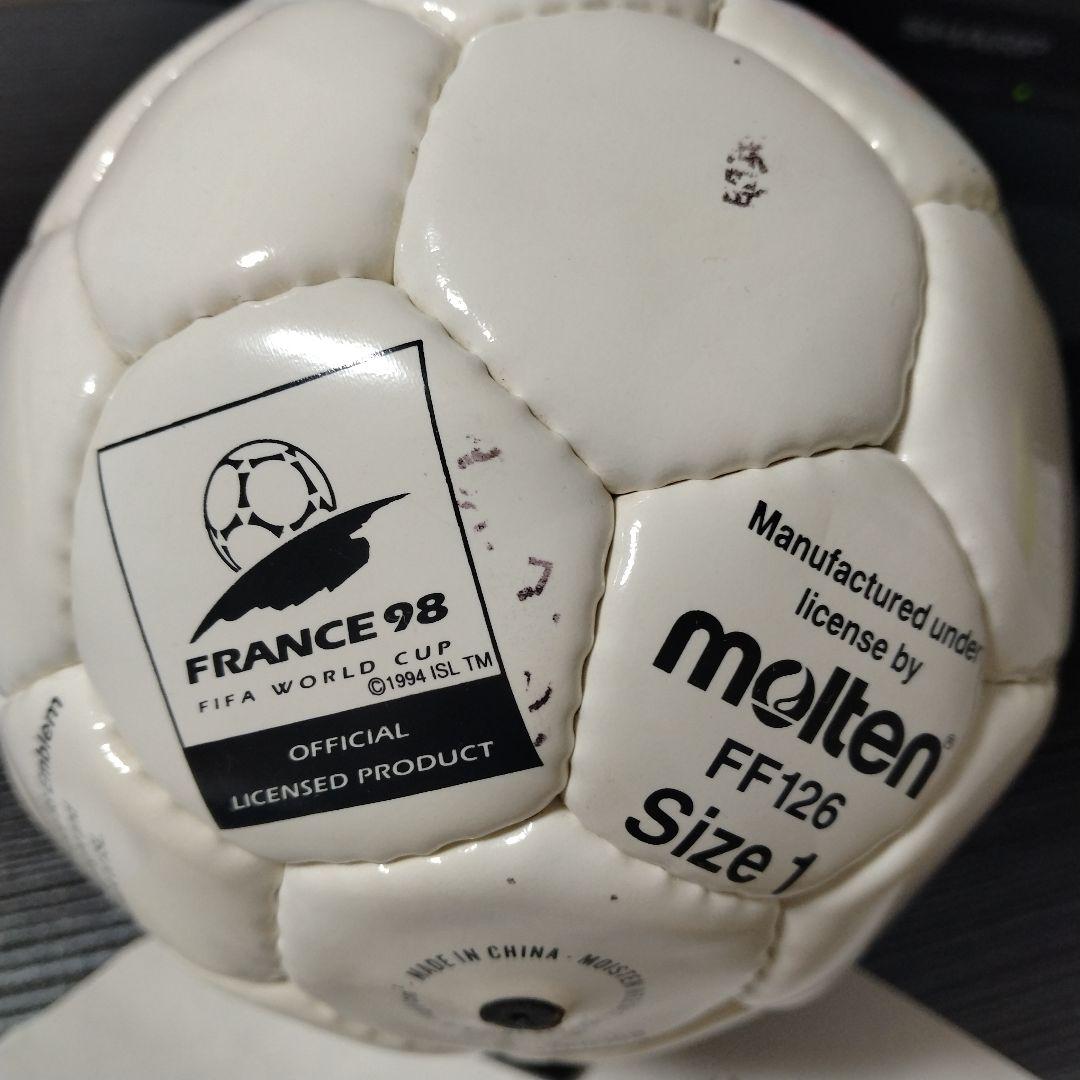 FRANCE 98
FIFA WORLD CUP
©1994 ISL TM
OFFICIAL
LICENSED PRODUCT
Manufactured under
license by
molten®
FF126
Size 1
MADE IN CHINA · MOISTEN